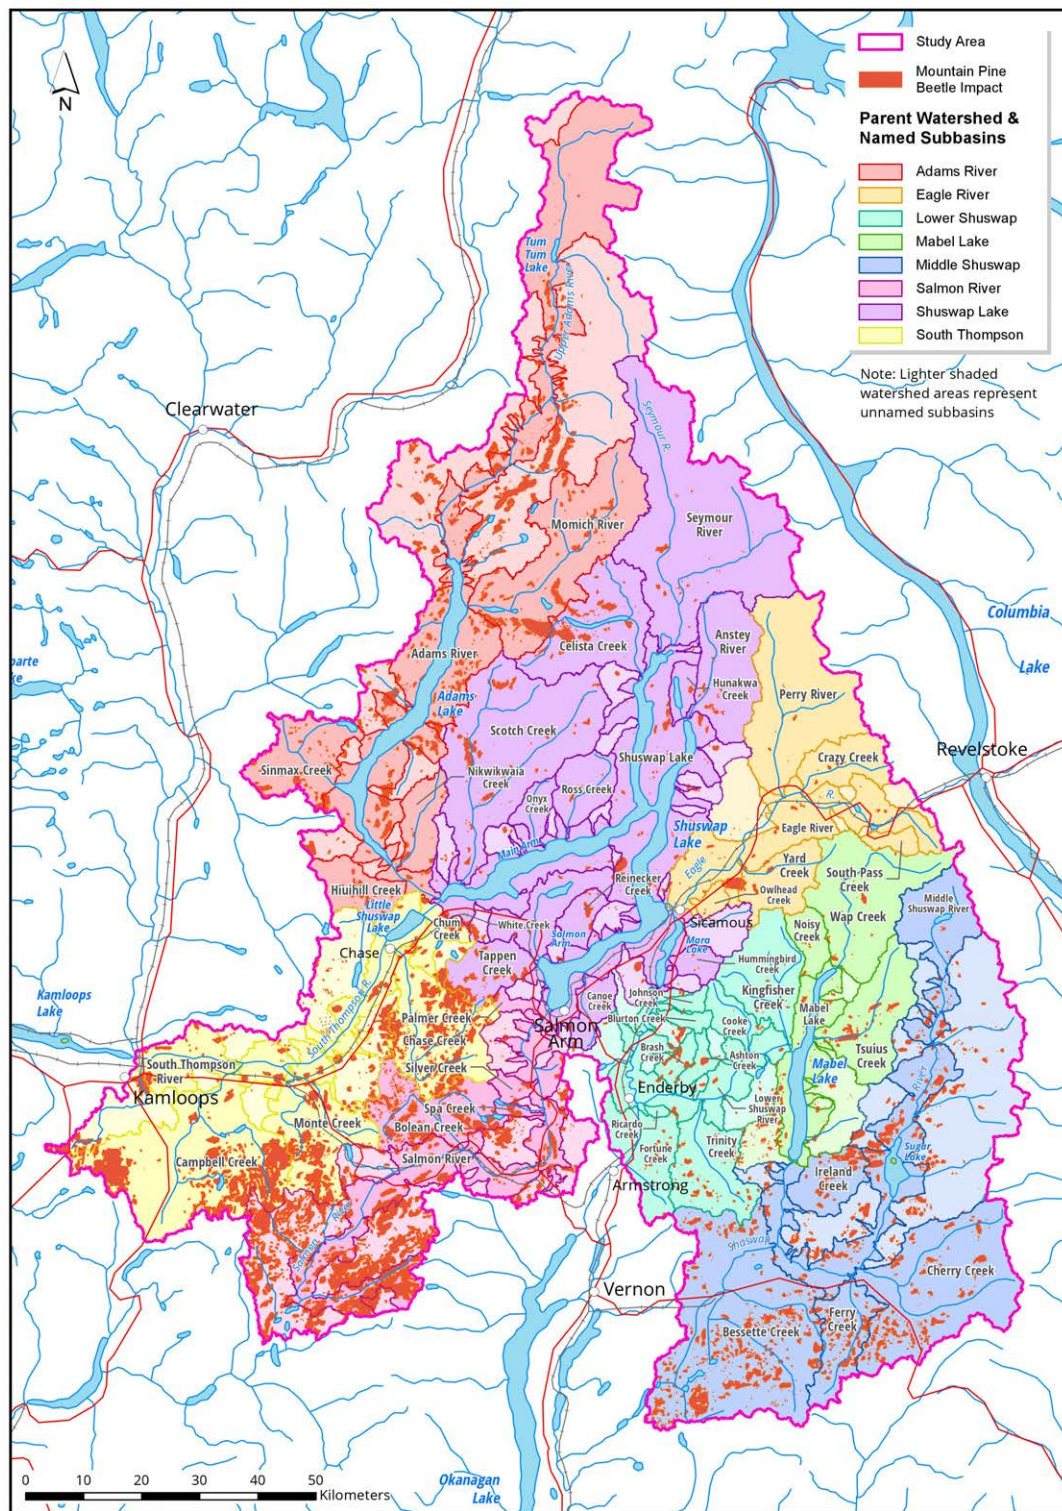 Study Area
Mountain Pine
Beetle Impact
Parent Watershed &
Named Subbasins
Adams River
Eagle River
Lower Shuswap
Mabel Lake
Middle Shuswap
Salmon River
Shuswap Lake
South Thompson
Note: Lighter shaded
watershed areas represent
unnamed subbasins
N
Tum
Tum
Lake
Upper Adams River
Clearwater
Seymour R.
Momich River
Seymour
River
Columbia
Lake
Anstey
River
Celista Creek
Adams River
Hunakwa
Creek
Perry River
Adams
Lake
Scotch Creek
Shuswap Lake
Crazy Creek
Revelstoke
Sinmax Creek
Nikwikwaia
Creek
Onyx
Creek
Ross Creek
R.
Main Arm
Shuswap
Lake
Eagle River
Eagle
Yard
Creek
South Pass
Creek
Reinecker
Creek
Owlhead
Creek
Hiuihill Creek
Little
Shuswap
Lake
Chum
Creek
White Creek
Salmon
Arm
Sicamous
Wap Creek
Middle
Shuswap River
Noisy
Creek
Mara
Lake
Chase
Tappen
Creek
Hummingbird
Creek
Kamloops
Lake
South Thompson R.
Canoe
Creek
Johnson
Creek
Kingfisher
Creek
Mabel
Lake
Palmer Creek
Salmon
Arm
Blurton Creek
Cooke
Creek
Chase Creek
Brash
Creek
Ashton
Creek
Mabel
Lake
Tsuius
Creek
South Thompson
River
Silver Creek
Kamloops
Enderby
Spa Creek
Lower
Shuswap
River
River
Monte Creek
Bolean Creek
Ricardo
Creek
Fortune
Creek
Trinity
Creek
Sugar
Lake
Campbell Creek
Salmon River
Ireland
Creek
Armstrong
Salmon
River
Shuswap
Cherry Creek
Vernon
Ferry
Creek
Bessette Creek
0 10 20 30 40 50
Kilometers
Okanagan
Lake